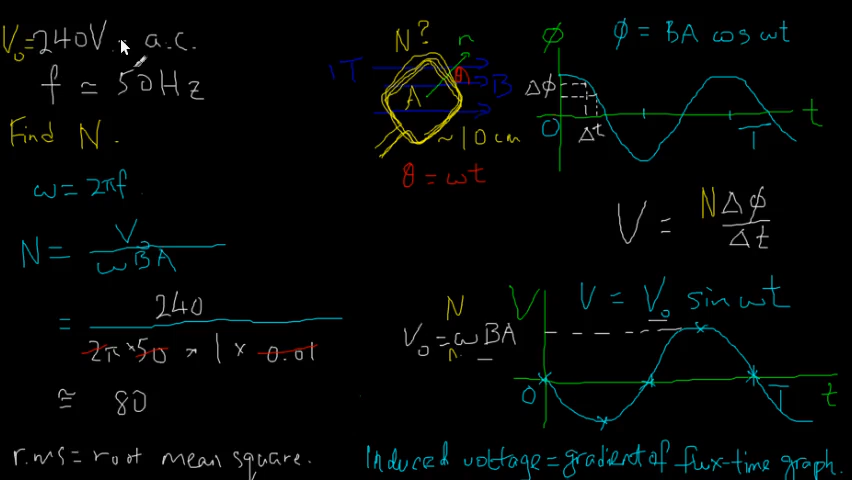 V₀=240V. a.c.
f ≃ 50Hz
Find N.
ω= 2πf.
N= V₀ / ωBA
= 240 / 2π×50 × 1 × 0.01
≅ 80
r.m.s= root mean square.
N?
n
1T
θ
B
A
~10cm
θ = ωt
ϕ
ϕ = BA cos ωt
Δϕ
0
Δt
T
t
V = NΔϕ / Δt
V
V = V₀ sin ωt
N
V₀ = ωBA
n.
0
T
t
Induced voltage=gradient of flux-time graph.